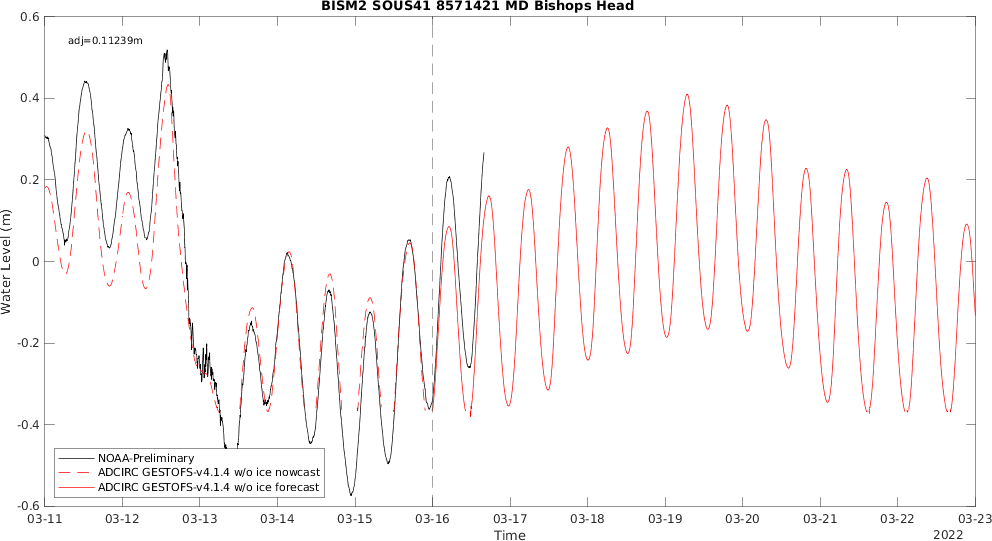 BISM2 SOUS41 8571421 MD Bishops Head
adj=0.11239m
0.6
0.4
0.2
0
-0.2
-0.4
-0.6
Water Level (m)
NOAA-Preliminary
ADCIRC GESTOFS-v4.1.4 w/o ice nowcast
ADCIRC GESTOFS-v4.1.4 w/o ice forecast
03-11 03-12 03-13 03-14 03-15 03-16 03-17 03-18 03-19 03-20 03-21 03-22 03-23
Time
2022